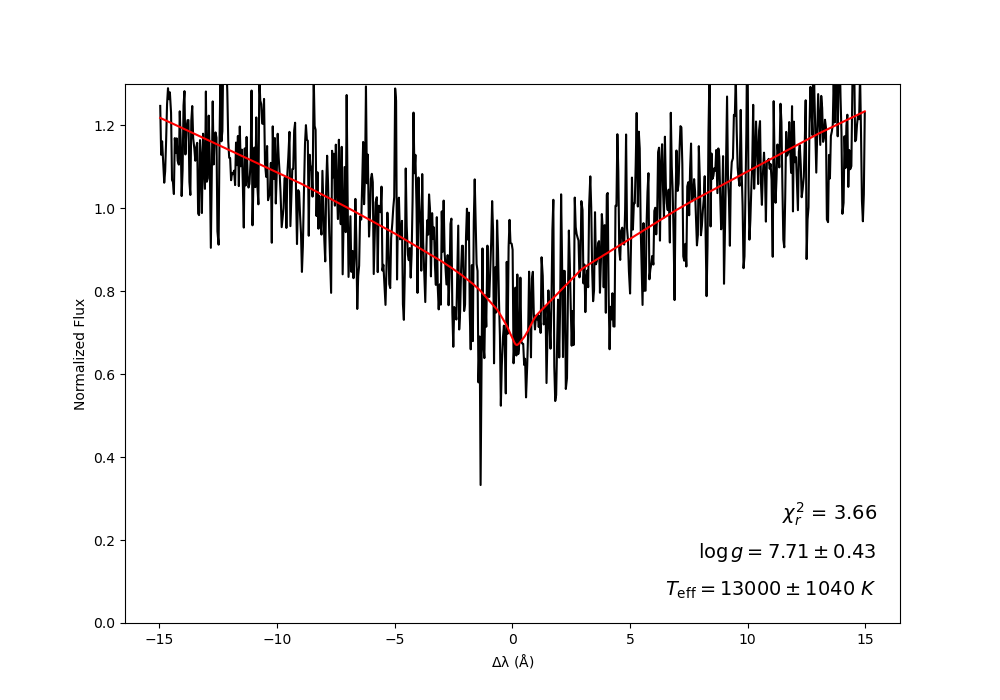 1.2
1.0
0.8
0.6
0.4
0.2
0.0
Normalized Flux
χ²ᵣ = 3.66
log g = 7.71 ± 0.43
T_eff = 13000 ± 1040 K
−15 −10 −5 0 5 10 15
Δλ (Å)